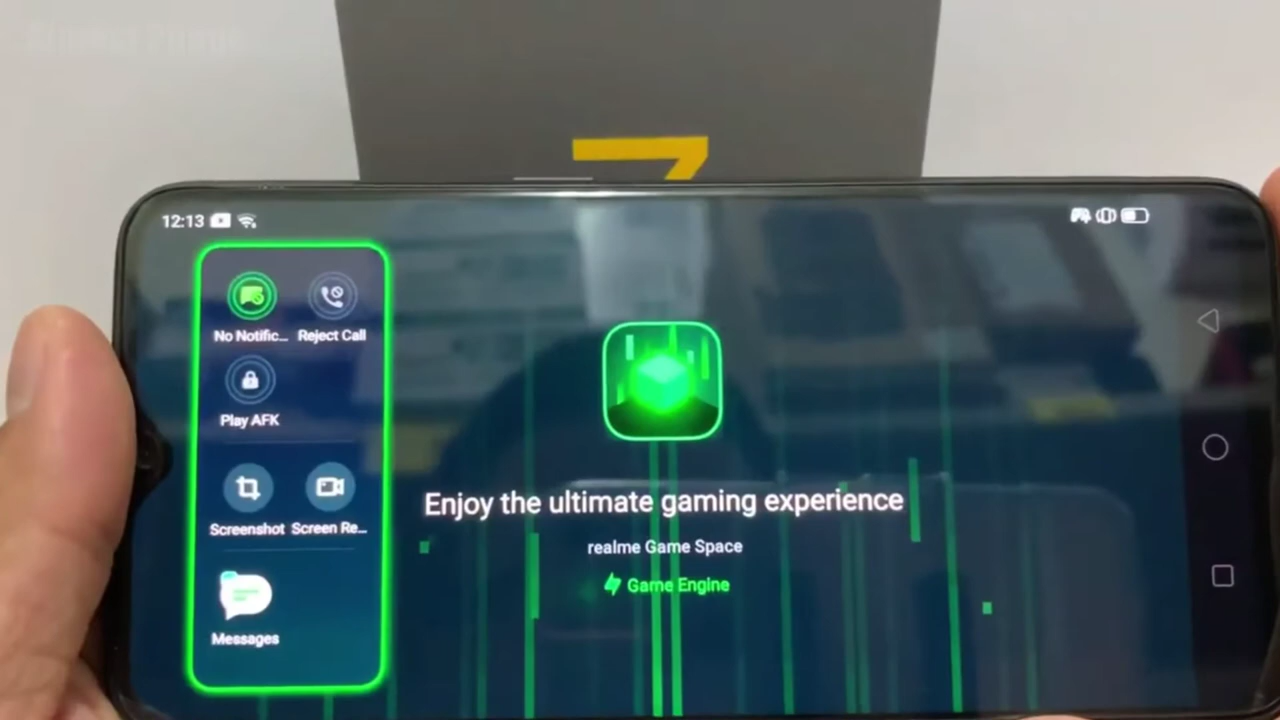 12:13
No Notific... Reject Call
Play AFK
Screenshot Screen Re...
Messages
Enjoy the ultimate gaming experience
realme Game Space
Game Engine